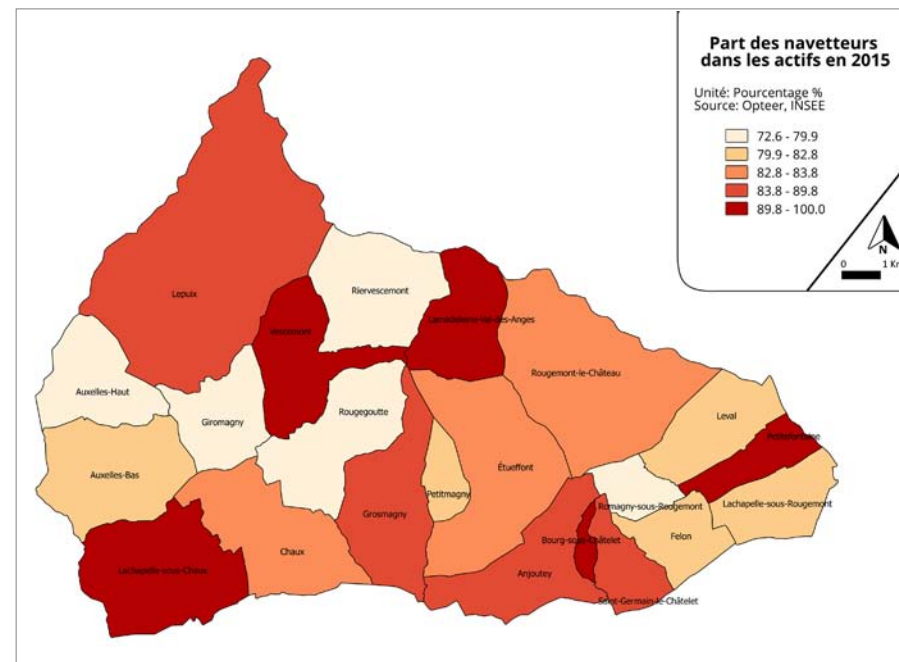 Part des navetteurs
dans les actifs en 2015
Unité: Pourcentage %
Source: Opteer, INSEE
72.6 - 79.9
79.9 - 82.8
82.8 - 83.8
83.8 - 89.8
89.8 - 100.0
N
0 1 K
Lepuix
Riervescemont
Vescemont
Lamadeleine-Val-des-Anges
Rougemont-le-Château
Auxelles-Haut
Giromagny
Rougegoutte
Leval
Petitefontaine
Auxelles-Bas
Étueffont
Petitmagny
Romagny-sous-Rougemont
Lachapelle-sous-Rougemont
Grosmagny
Felon
Bourg-sous-Châtelet
Chaux
Lachapelle-sous-Chaux
Anjoutey
Saint-Germain-le-Châtelet